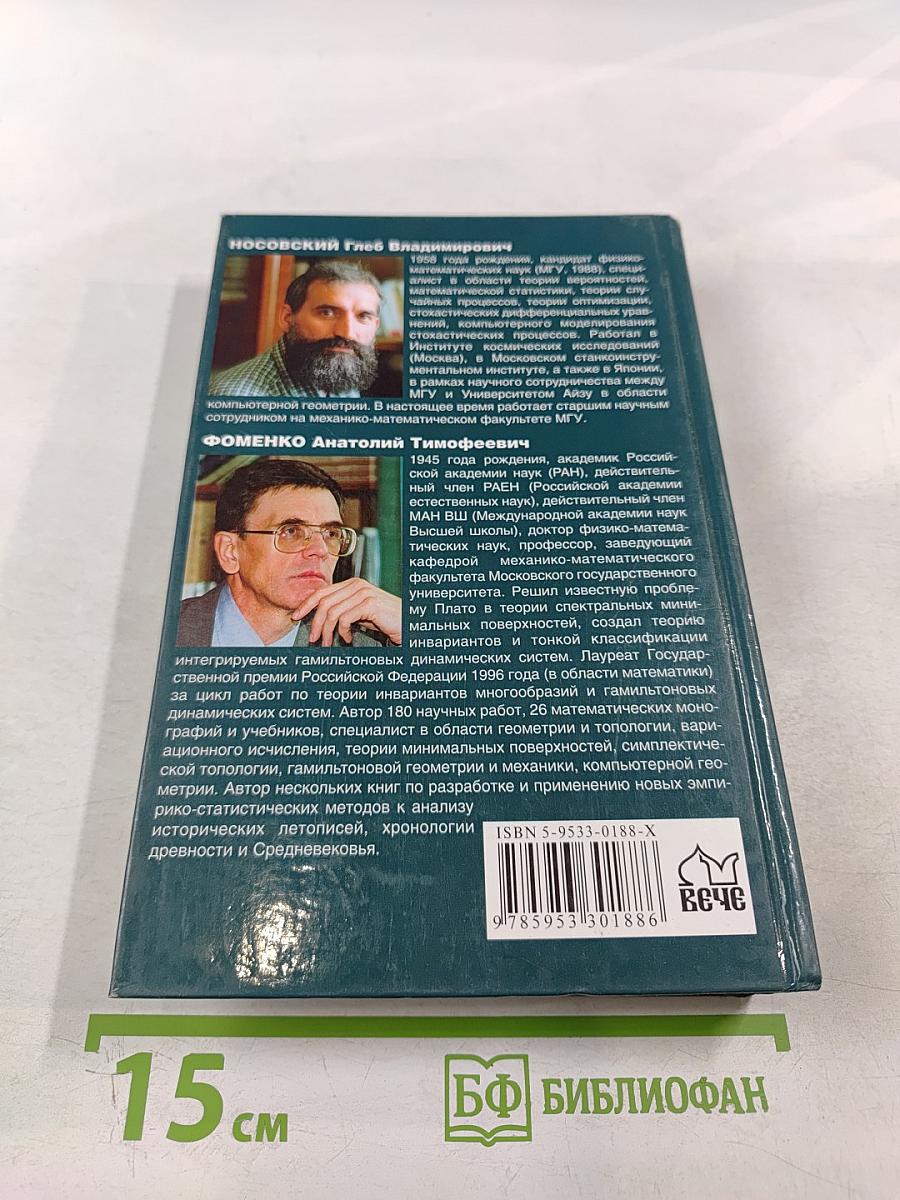 НОСОВСКИЙ Глеб Владимирович
1958 года рождения, кандидат физико-
математических наук (МГУ, 1988), специ-
алист в области теории вероятностей,
математической статистики, теории слу-
чайных процессов, теории оптимизации,
стохастических дифференциальных урав-
нений, компьютерного моделирования
стохастических процессов. Работал в
Институте космических исследований
(Москва), в Московском станкоинстру-
ментальном институте, а также в Японии,
в рамках научного сотрудничества между
МГУ и Университетом Айзу в области
компьютерной геометрии. В настоящее время работает старшим научным
сотрудником на механико-математическом факультете МГУ.
ФОМЕНКО Анатолий Тимофеевич
1945 года рождения, академик Россий-
ской академии наук (РАН), действитель-
ный член РАЕН (Российской академии
естественных наук), действительный член
МАН ВШ (Международной академии наук
Высшей школы), доктор физико-матема-
тических наук, профессор, заведующий
кафедрой механико-математического
факультета Московского государственного
университета. Решил известную пробле-
му Плато в теории спектральных мини-
мальных поверхностей, создал теорию
инвариантов и тонкой классификации
интегрируемых гамильтоновых динамических систем. Лауреат Государ-
ственной премии Российской Федерации 1996 года (в области математики)
за цикл работ по теории инвариантов многообразий и гамильтоновых
динамических систем. Автор 180 научных работ, 26 математических моно-
графий и учебников, специалист в области геометрии и топологии, вари-
ационного исчисления, теории минимальных поверхностей, симплектиче-
ской топологии, гамильтоновой геометрии и механики, компьютерной гео-
метрии. Автор нескольких книг по разработке и применению новых эмпи-
рико-статистических методов к анализу
исторических летописей, хронологии
древности и Средневековья.
ISBN 5-9533-0188-X
9 785953 301886
ВЕЧЕ
15 см
БФ БИБЛИОФАН